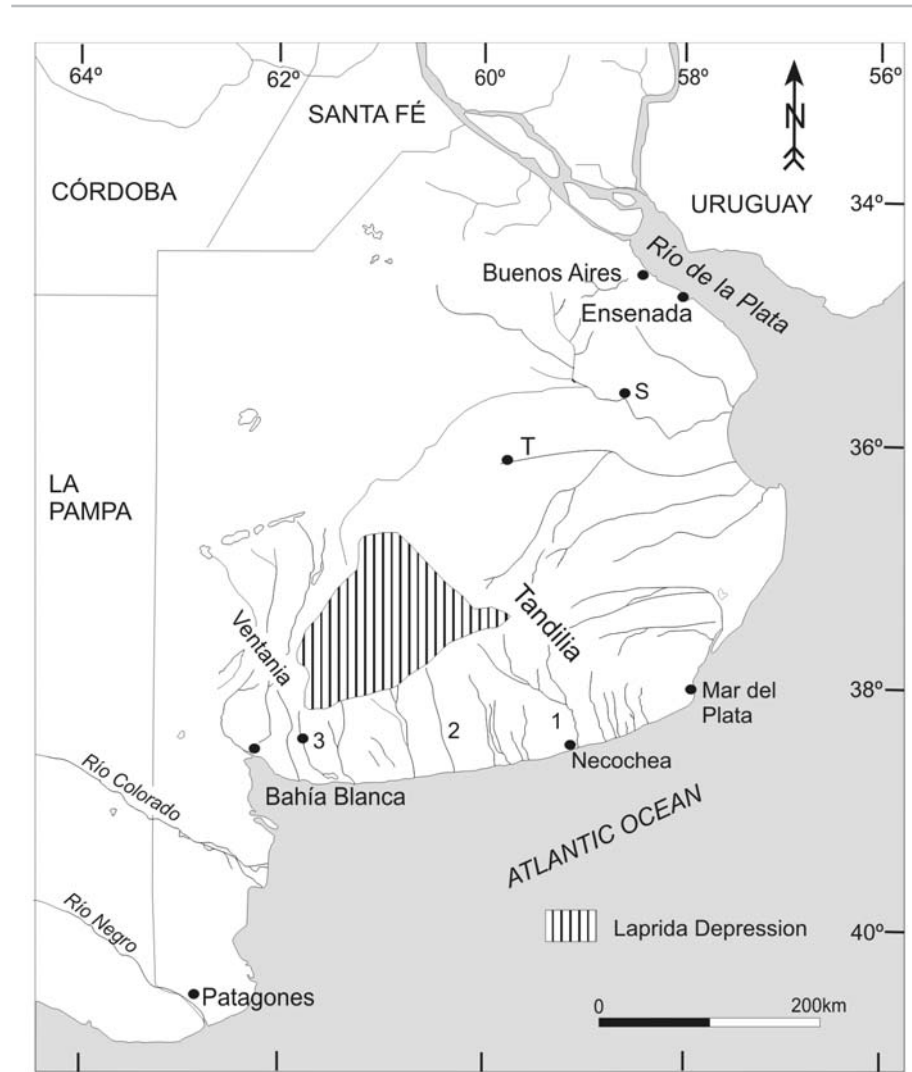 64º
62º
60º
58º
56º
SANTA FÉ
N
CÓRDOBA
URUGUAY
34º
Río de la Plata
Buenos Aires
Ensenada
S
36º
T
LA
PAMPA
Ventania
Tandilia
38º
Mar del
Plata
1
2
3
Necochea
Bahía Blanca
Río Colorado
ATLANTIC OCEAN
Río Negro
Laprida Depression
40º
Patagones
0
200km